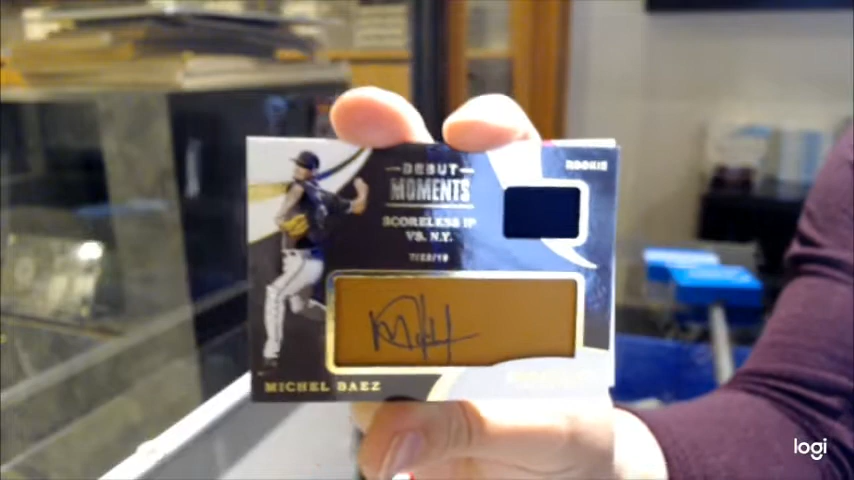 DEBUT
MOMENTS
ROOKIE
SCORELESS IP
VS. N.Y.
MICHEL BAEZ
logi